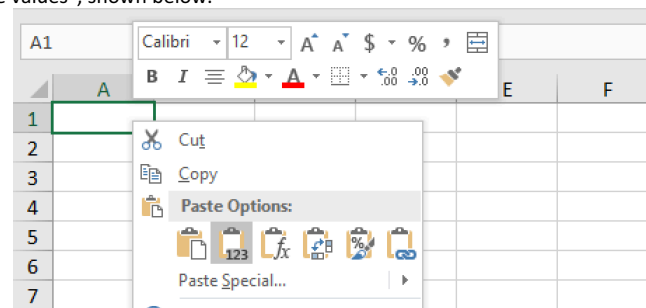 e values", shown below.
A1
Calibri 12 A A $ - % ,
B I A .00 .00 →.0
A E F
1
2 Cut
3 Copy
4 Paste Options:
5
6 123 fx %
Paste Special...
7